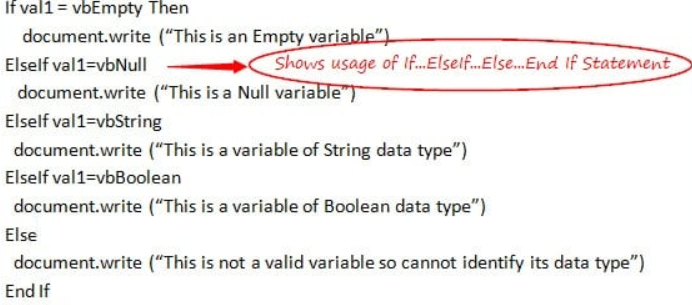 If val1 = vbEmpty Then
document.write (“This is an Empty variable”)
ElseIf val1=vbNull
Shows usage of If...ElseIf...Else...End If Statement
document.write (“This is a Null variable”)
ElseIf val1=vbString
document.write (“This is a variable of String data type”)
ElseIf val1=vbBoolean
document.write (“This is a variable of Boolean data type”)
Else
document.write (“This is not a valid variable so cannot identify its data type”)
End If